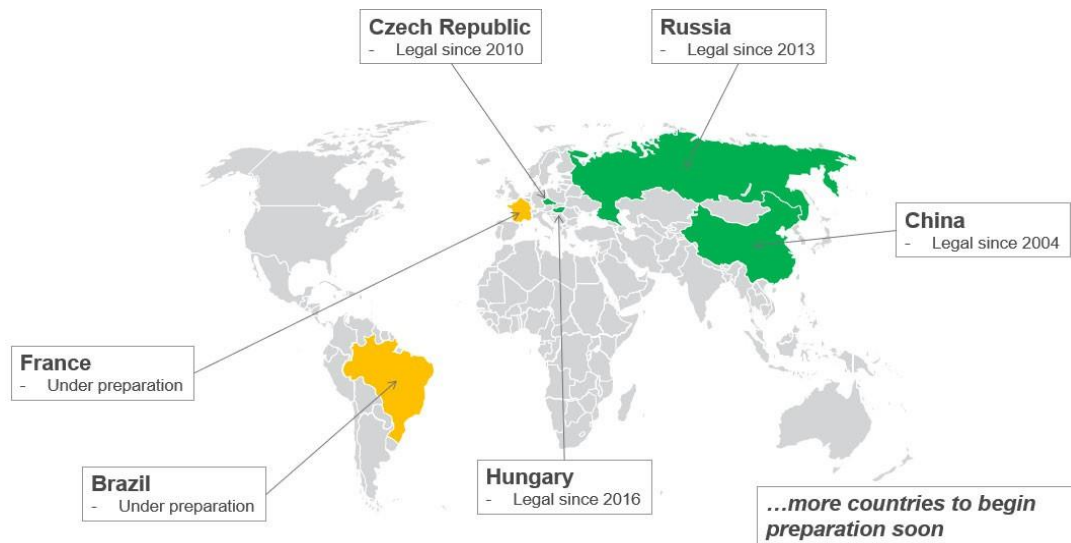 Czech Republic
- Legal since 2010
Russia
- Legal since 2013
China
- Legal since 2004
France
- Under preparation
Brazil
- Under preparation
Hungary
- Legal since 2016
…more countries to begin
preparation soon